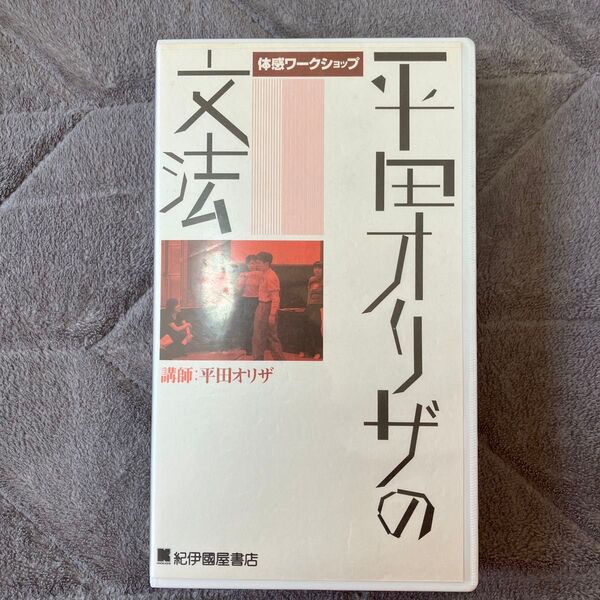 体感ワークショップ
平田オリザの
文法
講師:平田オリザ
紀伊國屋書店